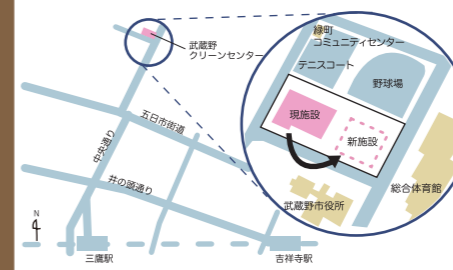 緑町
コミュニティセンター
武蔵野
クリーンセンター
テニスコート
野球場
現施設
新施設
五日市街道
中央通り
井の頭通り
総合体育館
武蔵野市役所
N
三鷹駅
吉祥寺駅